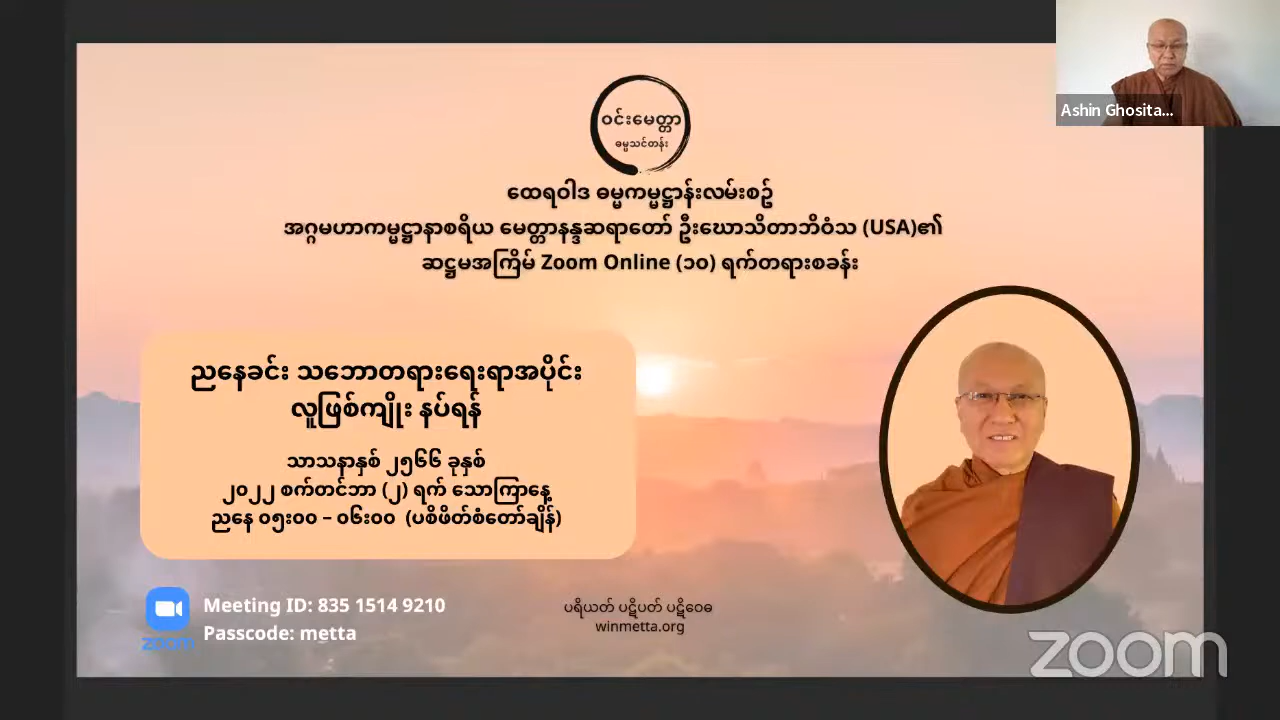 Ashin Ghosita...
ဝင်းမေတ္တာ
ဓမ္မသင်တန်း
ထေရဝါဒ ဓမ္မကမ္မဋ္ဌာန်းလမ်းစဥ်
အဂ္ဂမဟာကမ္မဋ္ဌာနာစရိယ မေတ္တာနန္ဒဆရာတော် ဦးဃောသိတာဘိဝံသ (USA)၏
ဆဋ္ဌမအကြိမ် Zoom Online (၁၀) ရက်တရားစခန်း
ညနေခင်း သဘောတရားရေးရာအပိုင်း
လူဖြစ်ကျိုး နပ်ရန်
သာသနာနှစ် ၂၅၆၆ ခုနှစ်
၂၀၂၂ စက်တင်ဘာ (၂) ရက် သောကြာနေ့
ညနေ ၀၅း၀၀ – ၀၆း၀၀ (ပစိဖိတ်စံတော်ချိန်)
Meeting ID: 835 1514 9210
Passcode: metta
zoom
ပရိယတ် ပဋိပတ် ပဋိဝေဓ
winmetta.org
zoom